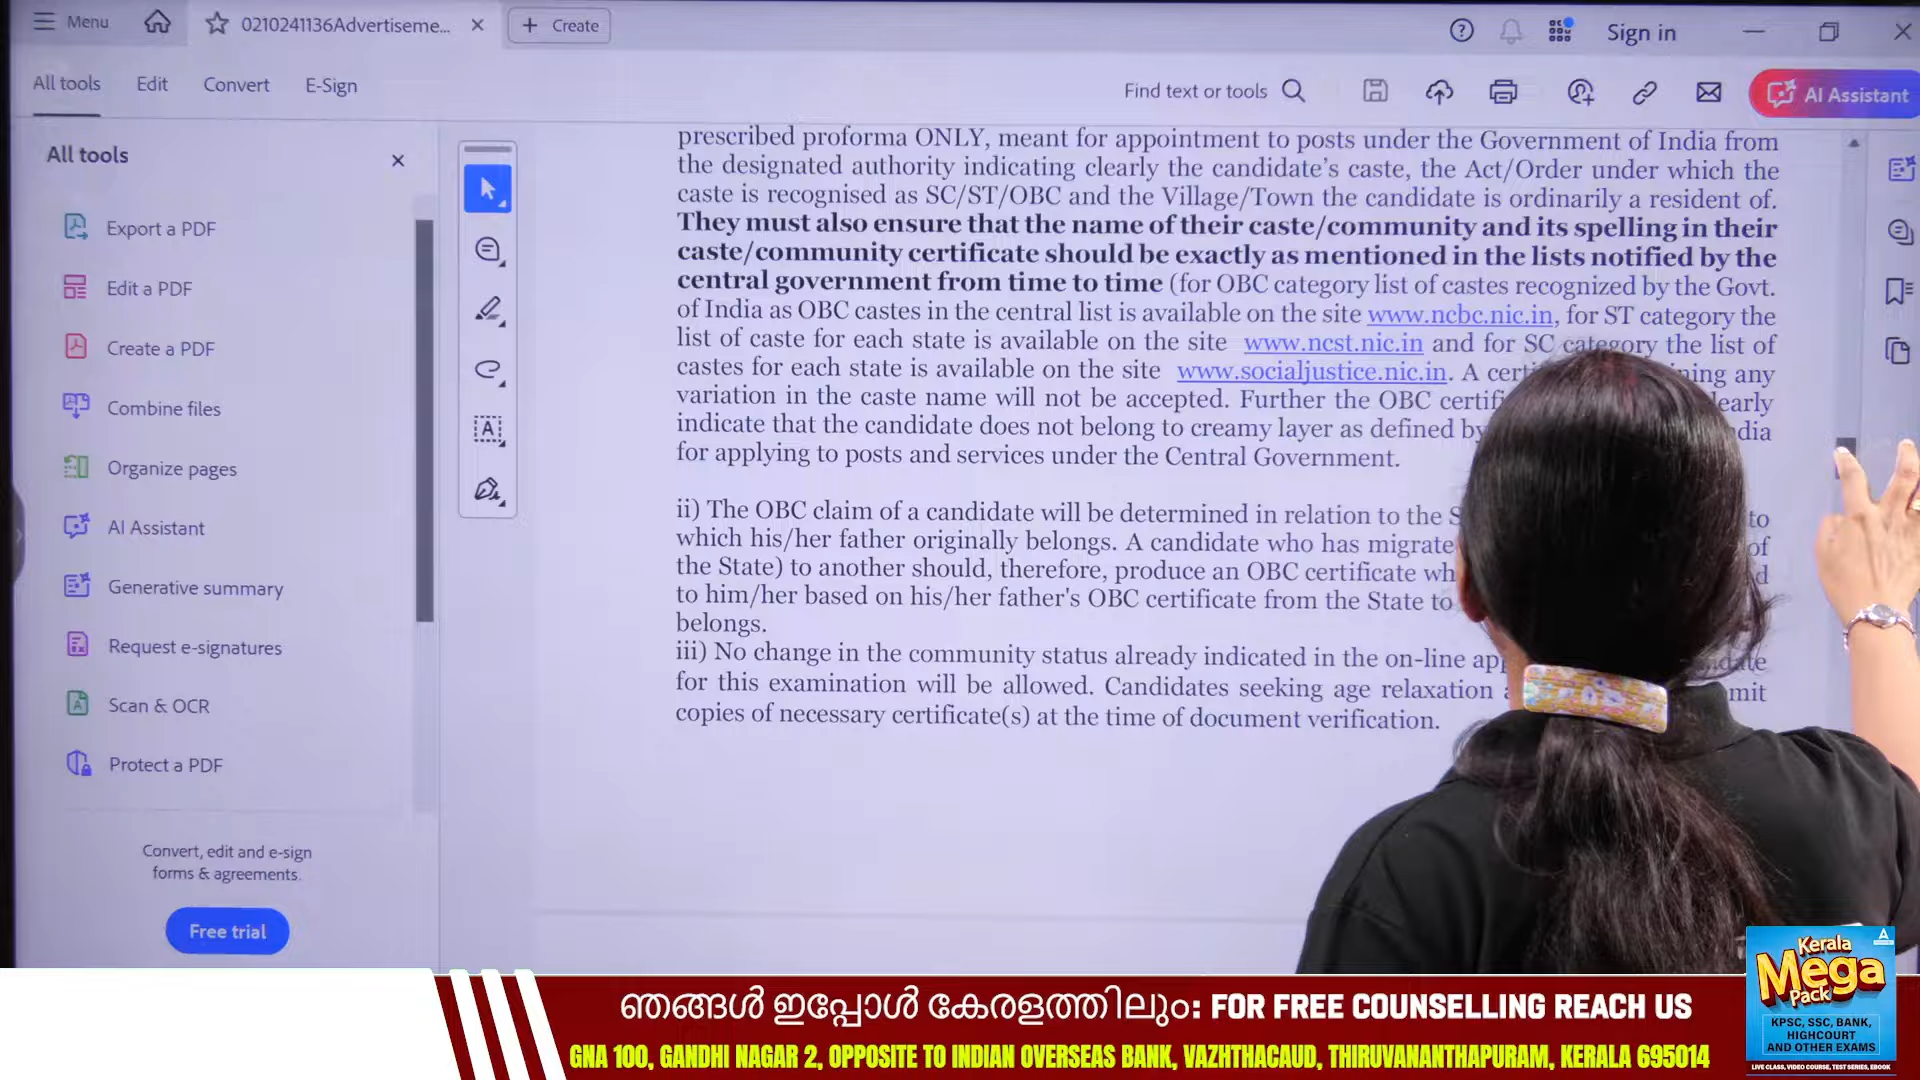 Menu
0210241136Advertiseme...
Create
Sign in
All tools
Edit
Convert
E-Sign
Find text or tools
AI Assistant
All tools
Export a PDF
Edit a PDF
Create a PDF
Combine files
Organize pages
AI Assistant
Generative summary
Request e-signatures
Scan & OCR
Protect a PDF
Convert, edit and e-sign
forms & agreements.
Free trial
prescribed proforma ONLY, meant for appointment to posts under the Government of India from
the designated authority indicating clearly the candidate's caste, the Act/Order under which the
caste is recognised as SC/ST/OBC and the Village/Town the candidate is ordinarily a resident of.
They must also ensure that the name of their caste/community and its spelling in their
caste/community certificate should be exactly as mentioned in the lists notified by the
central government from time to time (for OBC category list of castes recognized by the Govt.
of India as OBC castes in the central list is available on the site www.ncbc.nic.in, for ST category the
list of caste for each state is available on the site www.ncst.nic.in and for SC category the list of
castes for each state is available on the site www.socialjustice.nic.in. A any
variation in the caste name will not be accepted. Further the OBC
indicate that the candidate does not belong to creamy layer as defined by
for applying to posts and services under the Central Government.
ii) The OBC claim of a candidate will be determined in relation to the to
which his/her father originally belongs. A candidate who has of
the State) to another should, therefore, produce an OBC certificate
to him/her based on his/her father's OBC certificate from the State to
belongs.
iii) No change in the community status already indicated in the on-line
for this examination will be allowed. Candidates seeking age relaxation
copies of necessary certificate(s) at the time of document verification.
ഞങ്ങൾ ഇപ്പോൾ കേരളത്തിലും: FOR FREE COUNSELLING REACH US
GNA 100, GANDHI NAGAR 2, OPPOSITE TO INDIAN OVERSEAS BANK, VAZHTHACAUD, THIRUVANANTHAPURAM, KERALA 695014
Kerala
Mega
Pack
KPSC, SSC, BANK,
HIGHCOURT
AND OTHER EXAMS
LIVE CLASS, VIDEO COURSE, TEST SERIES, EBOOK